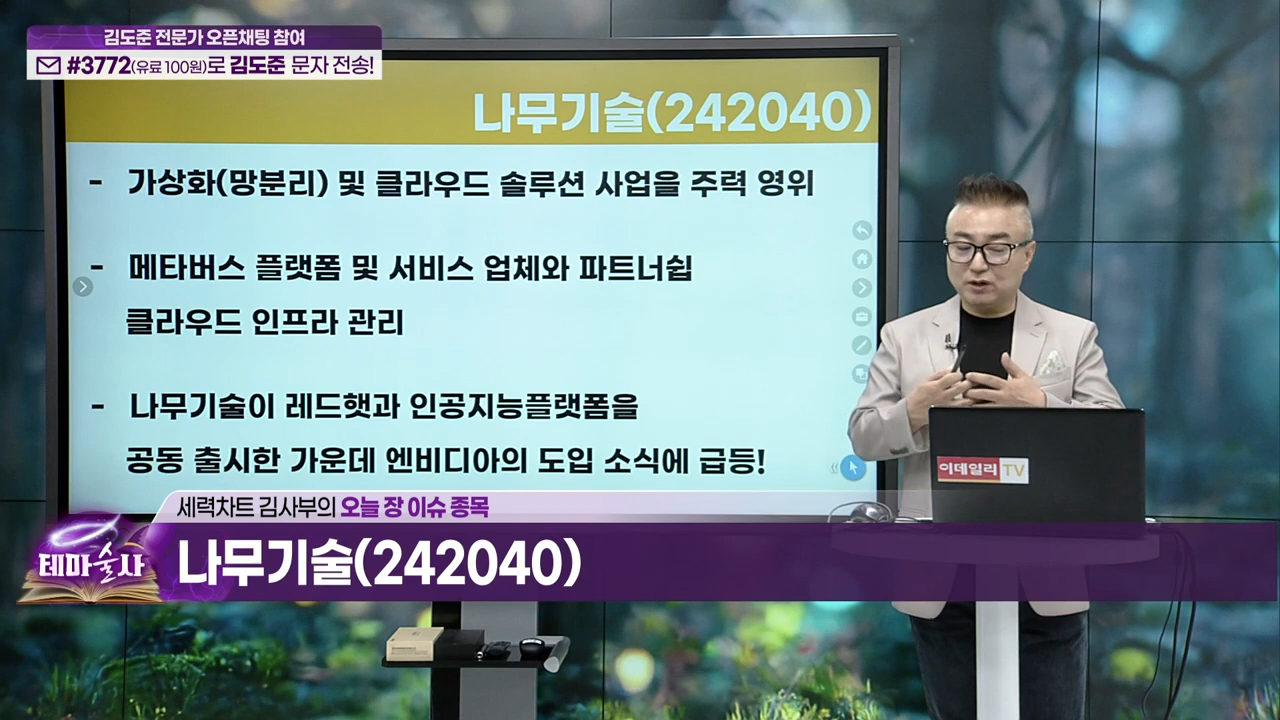 김도준 전문가 오픈채팅 참여
#3772(유료 100원)로 김도준 문자 전송!
나무기술(242040)
- 가상화(망분리) 및 클라우드 솔루션 사업을 주력 영위
- 메타버스 플랫폼 및 서비스 업체와 파트너쉽
클라우드 인프라 관리
- 나무기술이 레드햇과 인공지능플랫폼을
공동 출시한 가운데 엔비디아의 도입 소식에 급등!
이데일리TV
세력차트 김사부의 오늘 장 이슈 종목
테마술사
나무기술(242040)